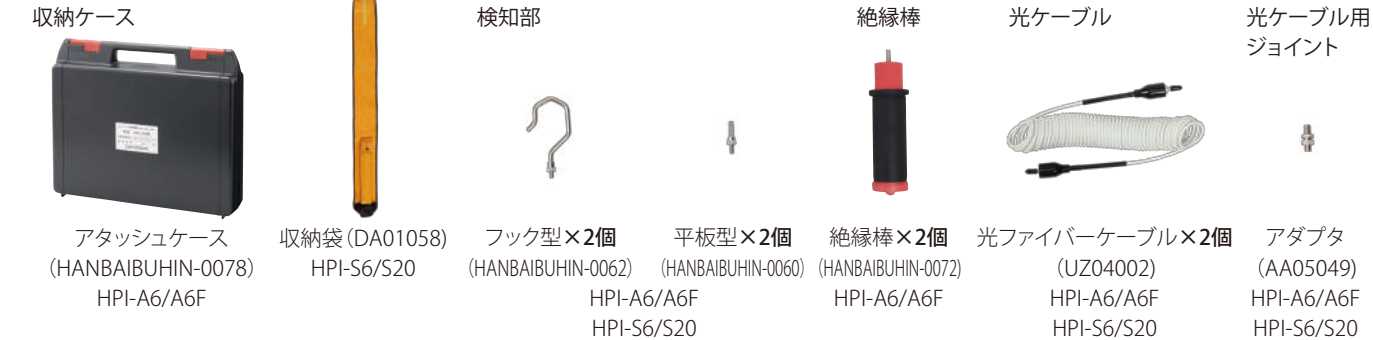 収納ケース
検知部
絶縁棒
光ケーブル
光ケーブル用
ジョイント
アタッシュケース
(HANBAIBUHIN-0078)
HPI-A6/A6F
収納袋(DA01058)
HPI-S6/S20
フック型×2個
(HANBAIBUHIN-0062)
平板型×2個
(HANBAIBUHIN-0060)
HPI-A6/A6F
HPI-S6/S20
絶縁棒×2個
(HANBAIBUHIN-0072)
HPI-A6/A6F
光ファイバーケーブル×2個
(UZ04002)
HPI-A6/A6F
HPI-S6/S20
アダプタ
(AA05049)
HPI-A6/A6F
HPI-S6/S20